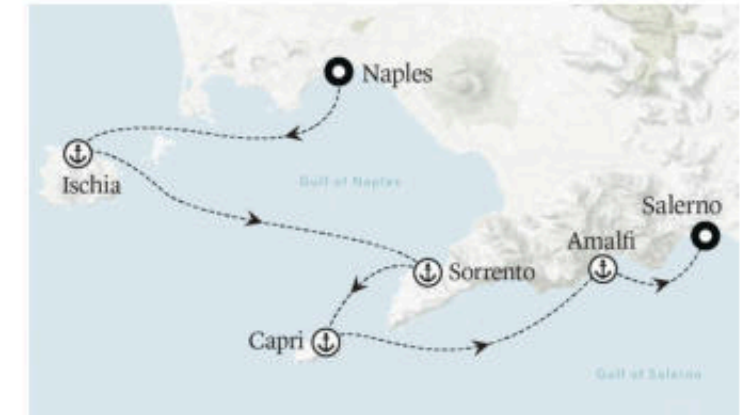 Naples
Ischia
Gulf of Naples
Salerno
Amalfi
Sorrento
Capri
Gulf of Salerno